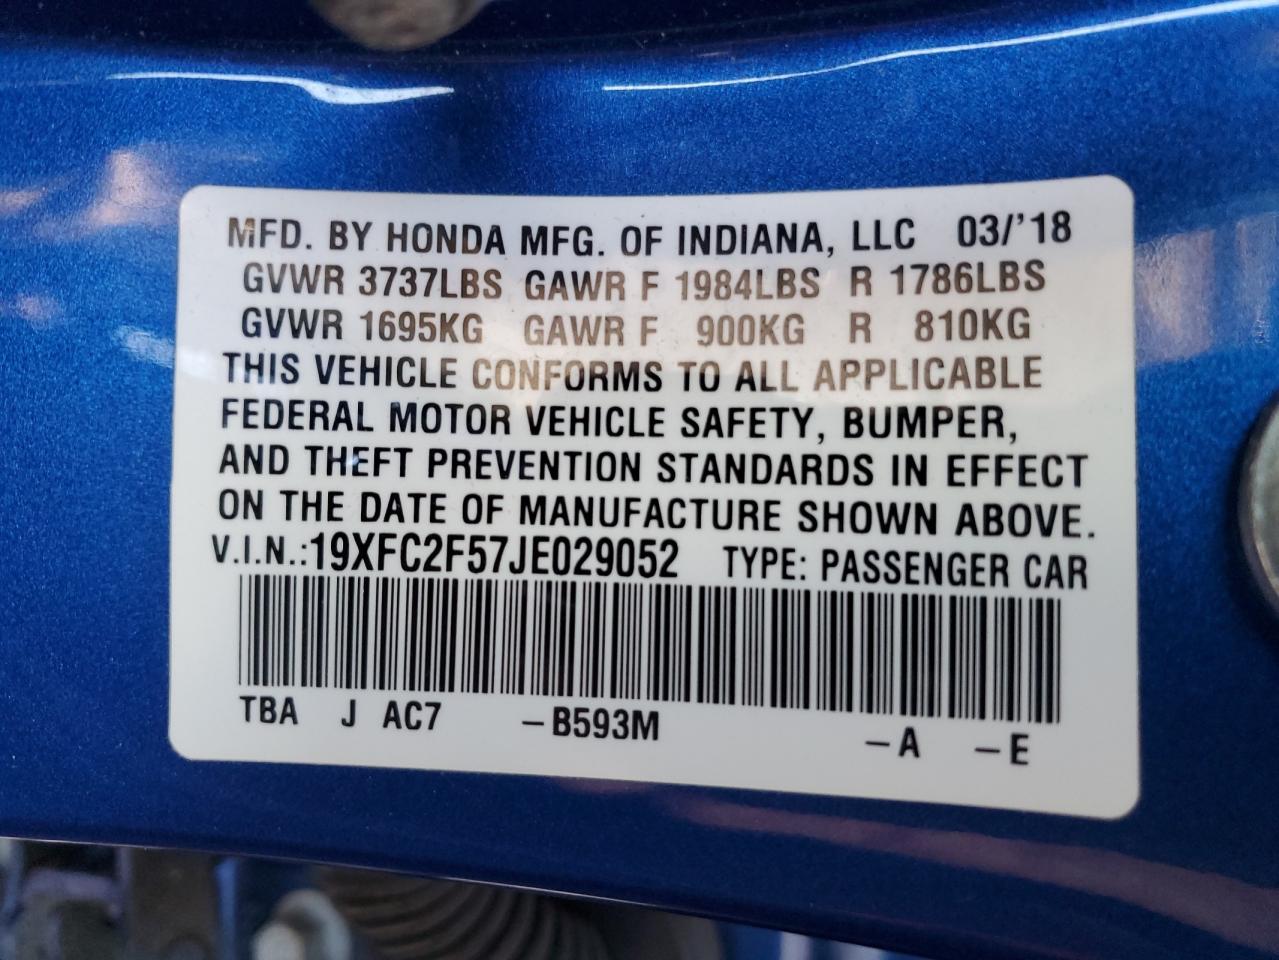 MFD. BY HONDA MFG. OF INDIANA, LLC 03/'18
GVWR 3737LBS GAWR F 1984LBS R 1786LBS
GVWR 1695KG GAWR F 900KG R 810KG
THIS VEHICLE CONFORMS TO ALL APPLICABLE
FEDERAL MOTOR VEHICLE SAFETY, BUMPER,
AND THEFT PREVENTION STANDARDS IN EFFECT
ON THE DATE OF MANUFACTURE SHOWN ABOVE.
V.I.N.:19XFC2F57JE029052 TYPE: PASSENGER CAR
TBA J AC7 -B593M -A -E